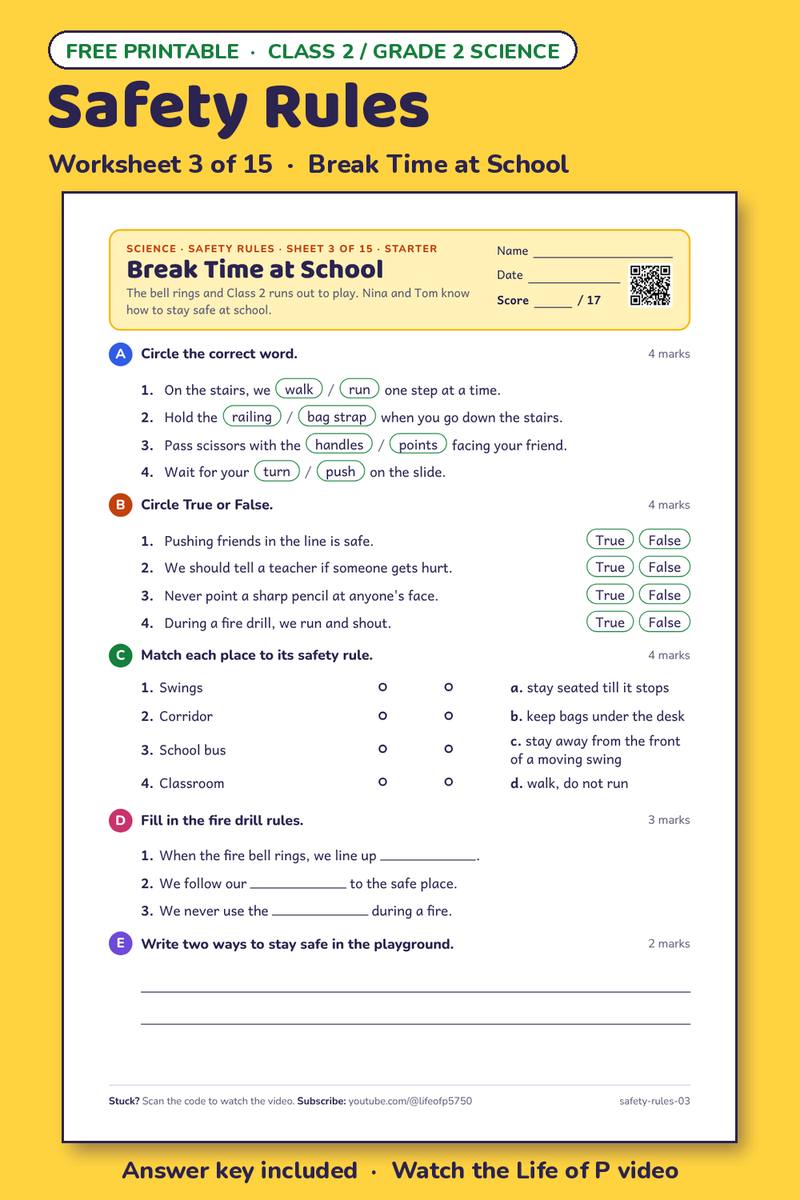 FREE PRINTABLE · CLASS 2 / GRADE 2 SCIENCE
Safety Rules
Worksheet 3 of 15 · Break Time at School
SCIENCE · SAFETY RULES · SHEET 3 OF 15 · STARTER
Break Time at School
The bell rings and Class 2 runs out to play. Nina and Tom know
how to stay safe at school.
Name
Date
Score ____ / 17
A Circle the correct word. 4 marks
1. On the stairs, we walk / run one step at a time.
2. Hold the railing / bag strap when you go down the stairs.
3. Pass scissors with the handles / points facing your friend.
4. Wait for your turn / push on the slide.
B Circle True or False. 4 marks
1. Pushing friends in the line is safe. True False
2. We should tell a teacher if someone gets hurt. True False
3. Never point a sharp pencil at anyone's face. True False
4. During a fire drill, we run and shout. True False
C Match each place to its safety rule. 4 marks
1. Swings a. stay seated till it stops
2. Corridor b. keep bags under the desk
3. School bus c. stay away from the front
of a moving swing
4. Classroom d. walk, do not run
D Fill in the fire drill rules. 3 marks
1. When the fire bell rings, we line up ____.
2. We follow our ____ to the safe place.
3. We never use the ____ during a fire.
E Write two ways to stay safe in the playground. 2 marks
Stuck? Scan the code to watch the video. Subscribe: youtube.com/@lifeofp5750 safety-rules-03
Answer key included · Watch the Life of P video